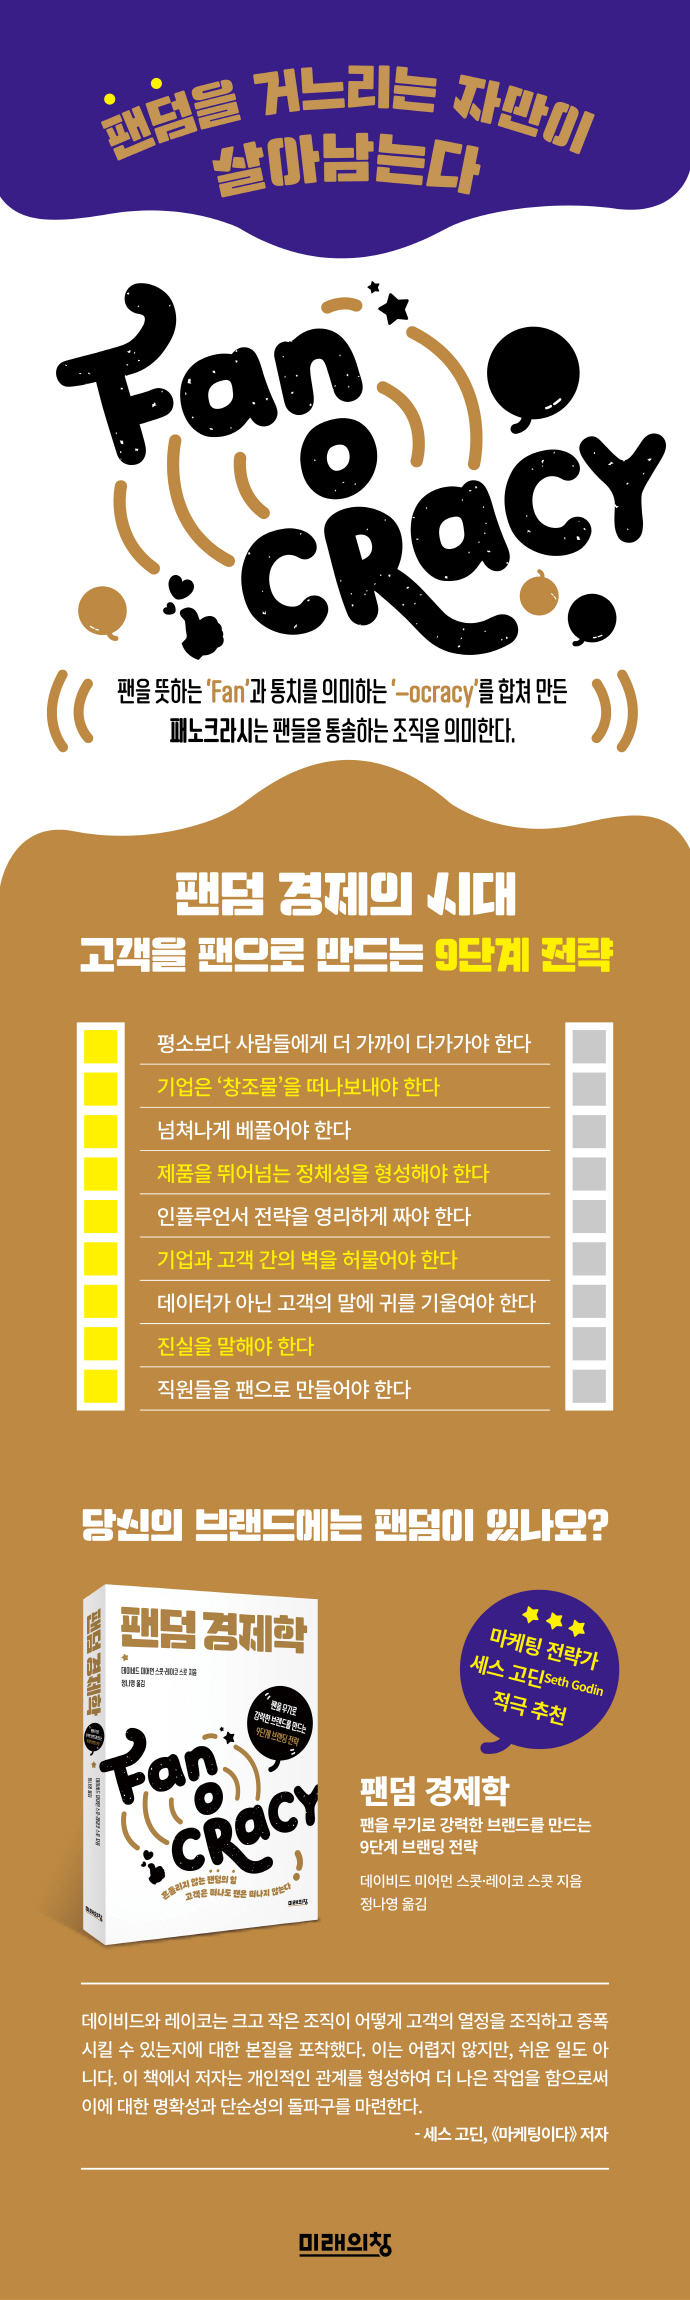 팬덤을 거느리는 자만이
살아남는다
Fan
o
CRacy
팬을 뜻하는 ‘Fan’과 통치를 의미하는 ‘-ocracy’를 합쳐 만든
패노크라시는 팬들을 통솔하는 조직을 의미한다.
팬덤 경제의 시대
고객을 팬으로 만드는 9단계 전략
평소보다 사람들에게 더 가까이 다가가야 한다
기업은 ‘창조물’을 떠나보내야 한다
넘쳐나게 베풀어야 한다
제품을 뛰어넘는 정체성을 형성해야 한다
인플루언서 전략을 영리하게 짜야 한다
기업과 고객 간의 벽을 허물어야 한다
데이터가 아닌 고객의 말에 귀를 기울여야 한다
진실을 말해야 한다
직원들을 팬으로 만들어야 한다
당신의 브랜드에는 팬덤이 있나요?
팬덤 경제학
데이비드 미어먼 스콧·레이코 스콧 지음
정나영 옮김
팬을 무기로
강력한 브랜드를 만드는
9단계 브랜딩 전략
Fan
o
CRacy
흔들리지 않는 팬덤의 힘
고객은 떠나도 팬은 떠나지 않는다
미래의창
팬덤 경제학
미래의창
마케팅 전략가
세스 고딘Seth Godin
적극 추천
팬덤 경제학
팬을 무기로 강력한 브랜드를 만드는
9단계 브랜딩 전략
데이비드 미어먼 스콧·레이코 스콧 지음
정나영 옮김
데이비드와 레이코는 크고 작은 조직이 어떻게 고객의 열정을 조직하고 증폭
시킬 수 있는지에 대한 본질을 포착했다. 이는 어렵지 않지만, 쉬운 일도 아
니다. 이 책에서 저자는 개인적인 관계를 형성하여 더 나은 작업을 함으로써
이에 대한 명확성과 단순성의 돌파구를 마련한다.
- 세스 고딘, 《마케팅이다》 저자
미래의창